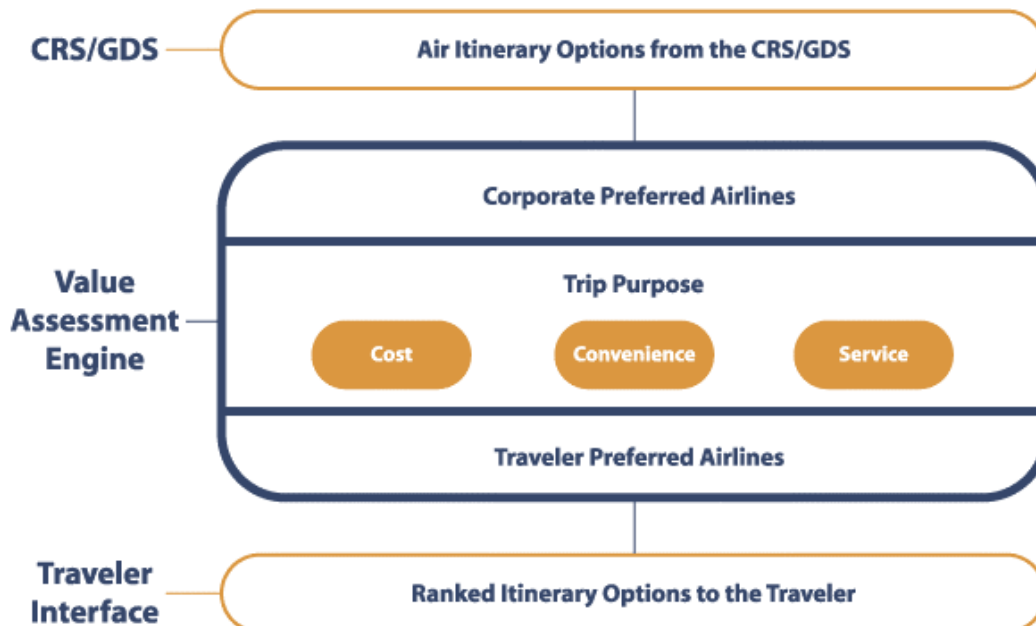 CRS/GDS
Air Itinerary Options from the CRS/GDS
Corporate Preferred Airlines
Value
Assessment
Engine
Trip Purpose
Cost
Convenience
Service
Traveler Preferred Airlines
Traveler
Interface
Ranked Itinerary Options to the Traveler